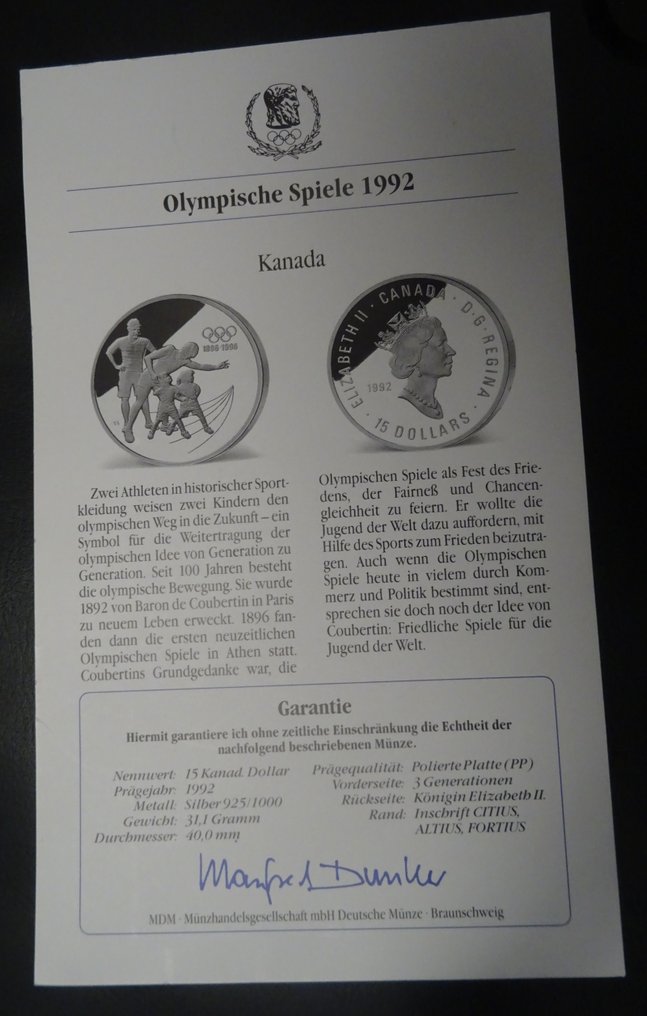 Olympische Spiele 1992
Kanada
1896-1996
ELIZABETH II · CANADA · D·G·REGINA
1992
· 15 DOLLARS ·
Zwei Athleten in historischer Sport-
kleidung weisen zwei Kindern den
olympischen Weg in die Zukunft – ein
Symbol für die Weitertragung der
olympischen Idee von Generation zu
Generation. Seit 100 Jahren besteht
die olympische Bewegung. Sie wurde
1892 von Baron de Coubertin in Paris
zu neuem Leben erweckt. 1896 fan-
den dann die ersten neuzeitlichen
Olympischen Spiele in Athen statt.
Coubertins Grundgedanke war, die
Olympischen Spiele als Fest des Frie-
dens, der Fairneß und Chancen-
gleichheit zu feiern. Er wollte die
Jugend der Welt dazu auffordern, mit
Hilfe des Sports zum Frieden beizutra-
gen. Auch wenn die Olympischen
Spiele heute in vielem durch Kom-
merz und Politik bestimmt sind, ent-
sprechen sie doch noch der Idee von
Coubertin: Friedliche Spiele für die
Jugend der Welt.
Garantie
Hiermit garantiere ich ohne zeitliche Einschränkung die Echtheit der
nachfolgend beschriebenen Münze.
Nennwert: 15 Kanad. Dollar
Prägejahr: 1992
Metall: Silber 925/1000
Gewicht: 31,1 Gramm
Durchmesser: 40,0 mm
Prägequalität: Polierte Platte (PP)
Vorderseite: 3 Generationen
Rückseite: Königin Elizabeth II.
Rand: Inschrift CITIUS,
ALTIUS, FORTIUS
Manfred Dunker
MDM · Münzhandelsgesellschaft mbH Deutsche Münze · Braunschweig